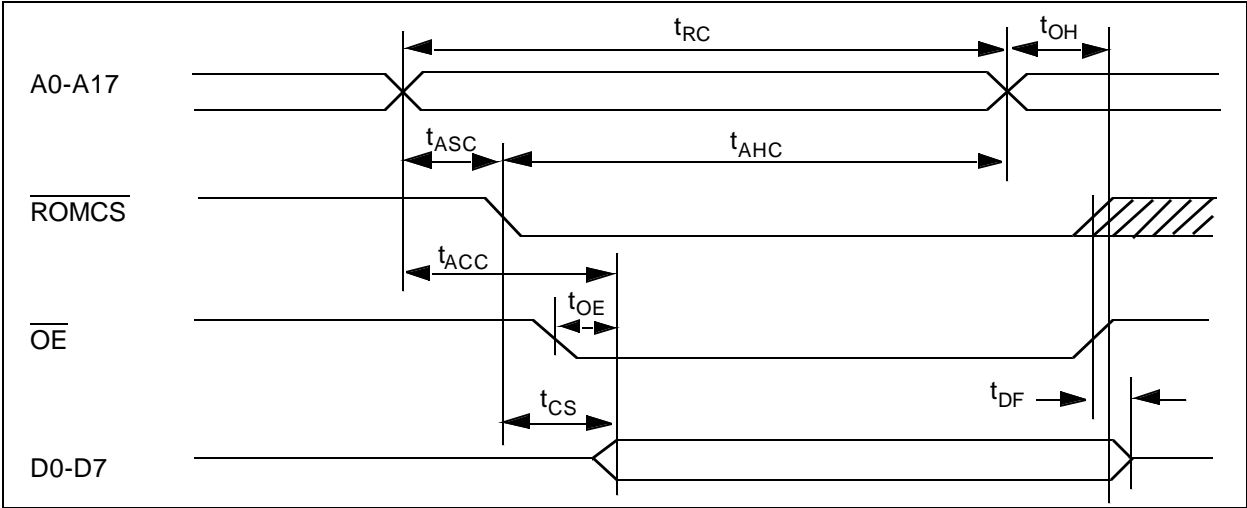 tRC
tOH
A0-A17
tASC
tAHC
ROMCS
tACC
tOE
OE
tDF
tCS
D0-D7